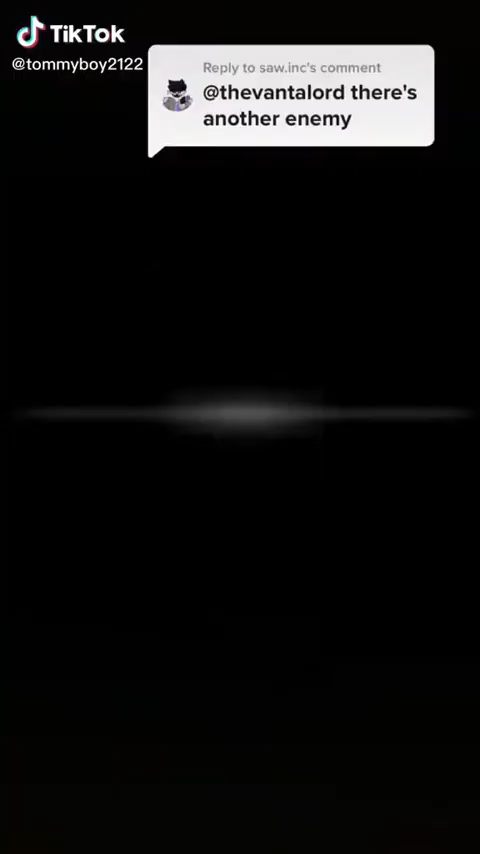 TikTok
@tommyboy2122
Reply to saw.inc's comment
@thevantalord there's
another enemy